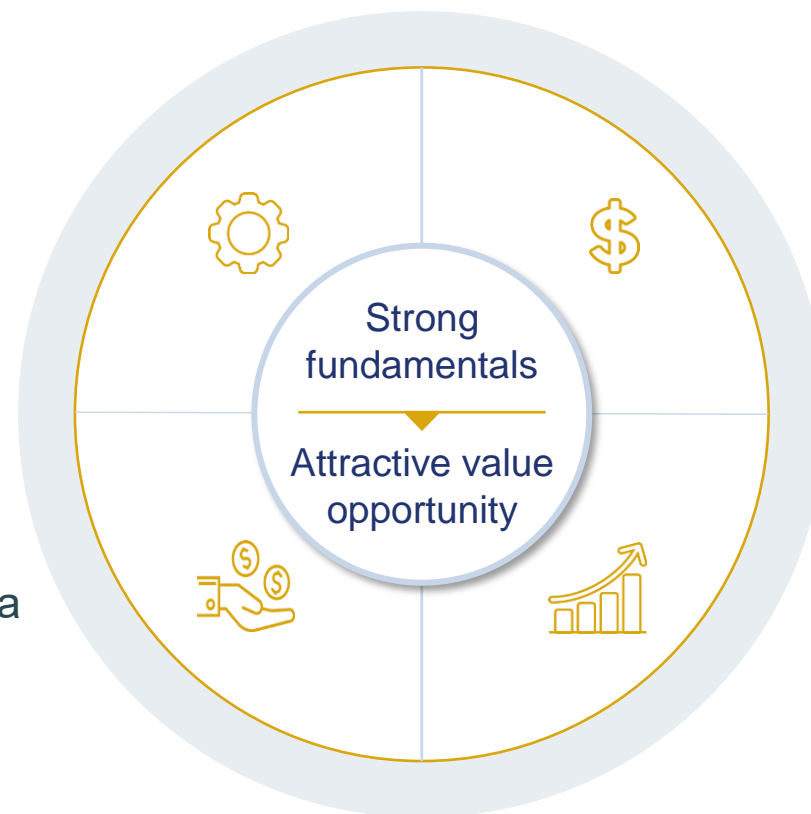 Strong
fundamentals
Attractive value
opportunity
a